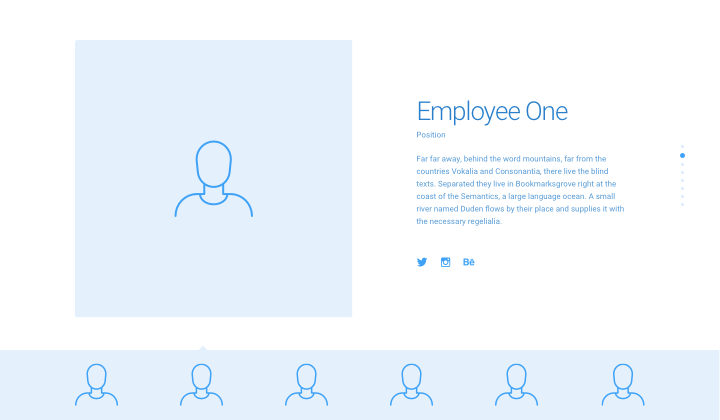 Employee One
Position
Far far away, behind the word mountains, far from the
countries Vokalia and Consonantia, there live the blind
texts. Separated they live in Bookmarksgrove right at the
coast of the Semantics, a large language ocean. A small
river named Duden flows by their place and supplies it with
the necessary regelialia.
Bē